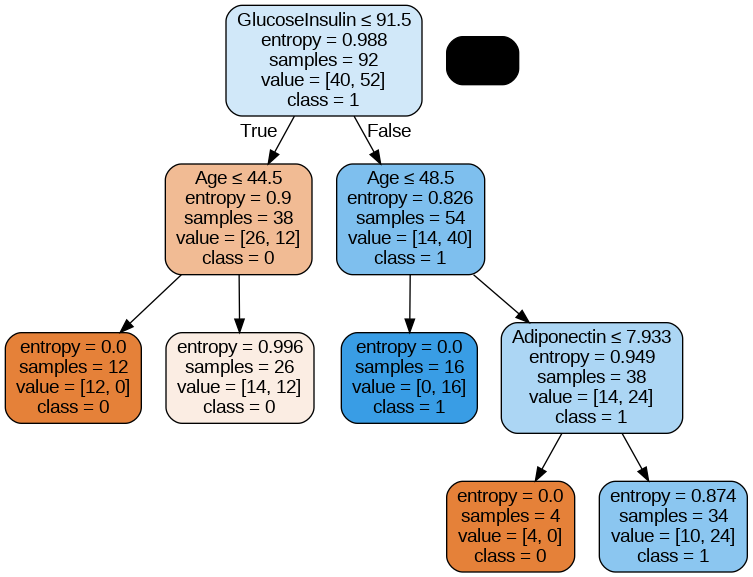 GlucoseInsulin ≤ 91.5
entropy = 0.988
samples = 92
value = [40, 52]
class = 1
True
False
Age ≤ 44.5
entropy = 0.9
samples = 38
value = [26, 12]
class = 0
Age ≤ 48.5
entropy = 0.826
samples = 54
value = [14, 40]
class = 1
entropy = 0.0
samples = 12
value = [12, 0]
class = 0
entropy = 0.996
samples = 26
value = [14, 12]
class = 0
entropy = 0.0
samples = 16
value = [0, 16]
class = 1
Adiponectin ≤ 7.933
entropy = 0.949
samples = 38
value = [14, 24]
class = 1
entropy = 0.0
samples = 4
value = [4, 0]
class = 0
entropy = 0.874
samples = 34
value = [10, 24]
class = 1